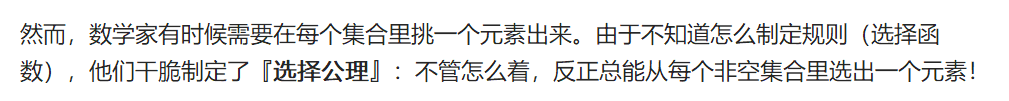 然而，数学家有时候需要在每个集合里挑一个元素出来。由于不知道怎么制定规则（选择函
数），他们干脆制定了『选择公理』：不管怎么着，反正总能从每个非空集合里选出一个元素！